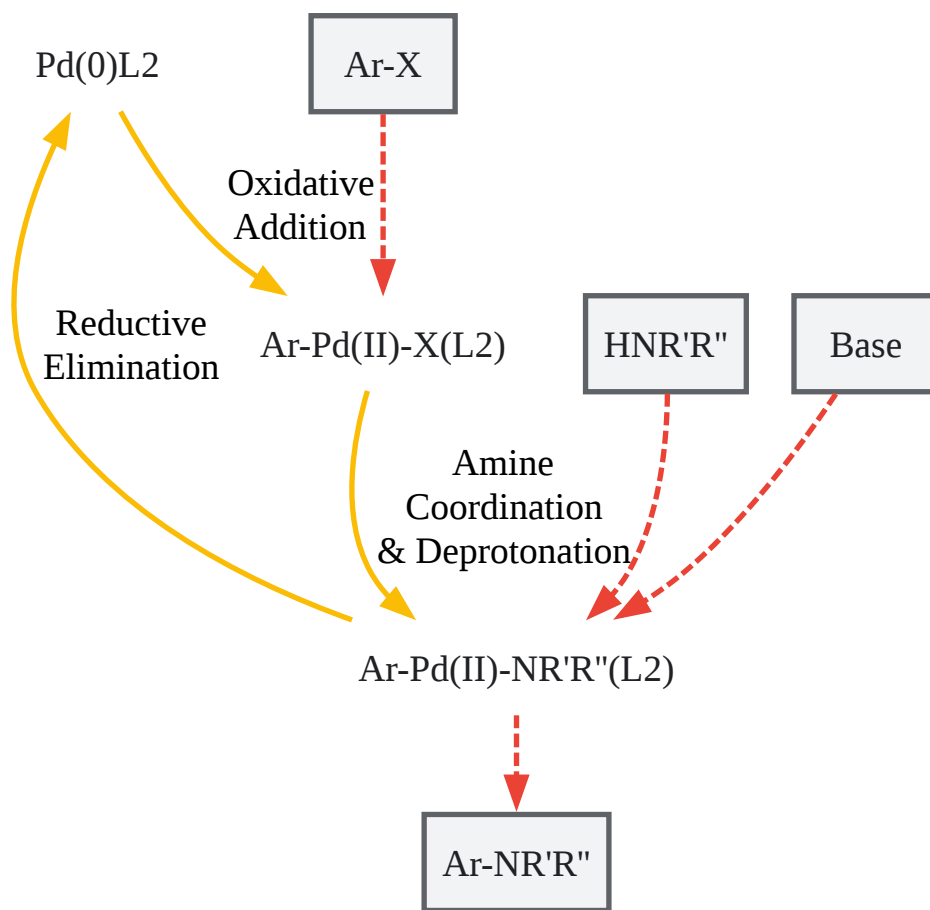 Pd(0)L2
Ar-X
Oxidative
Addition
Reductive
Elimination
Ar-Pd(II)-X(L2)
HNR'R"
Base
Amine
Coordination
& Deprotonation
Ar-Pd(II)-NR'R"(L2)
Ar-NR'R"